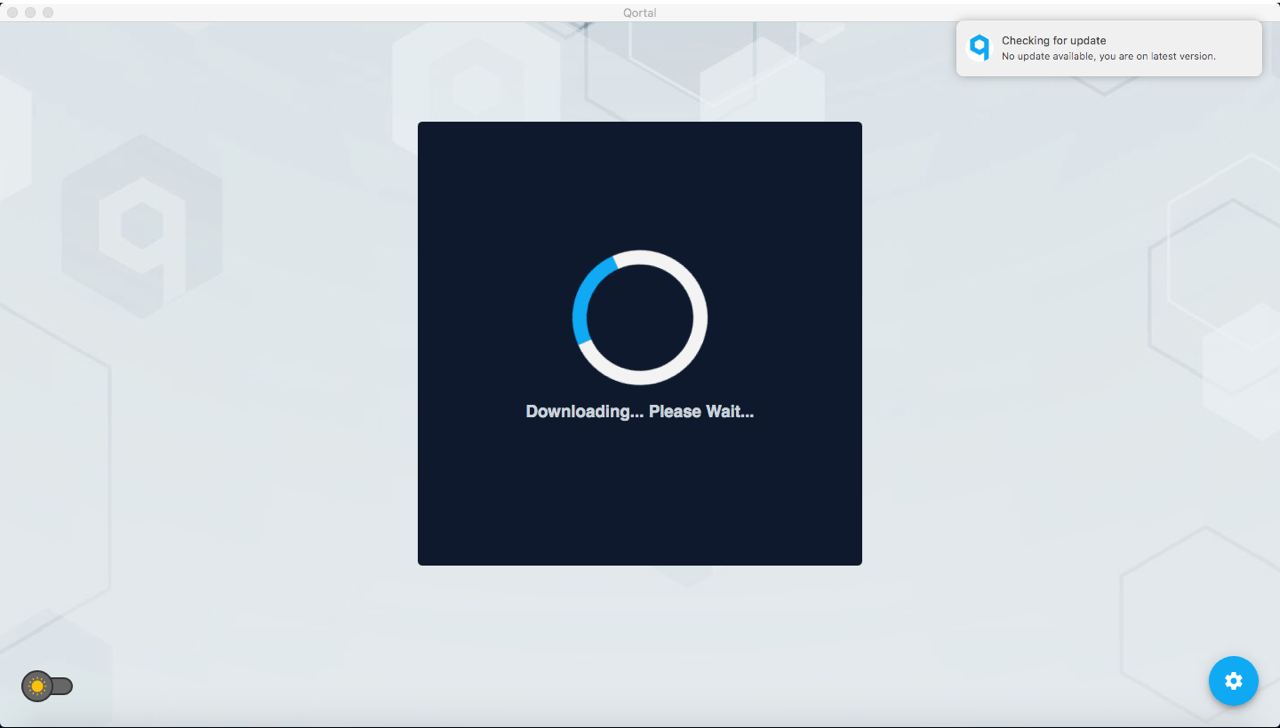 Qortal
Checking for update
No update available, you are on latest version.
Downloading... Please Wait...